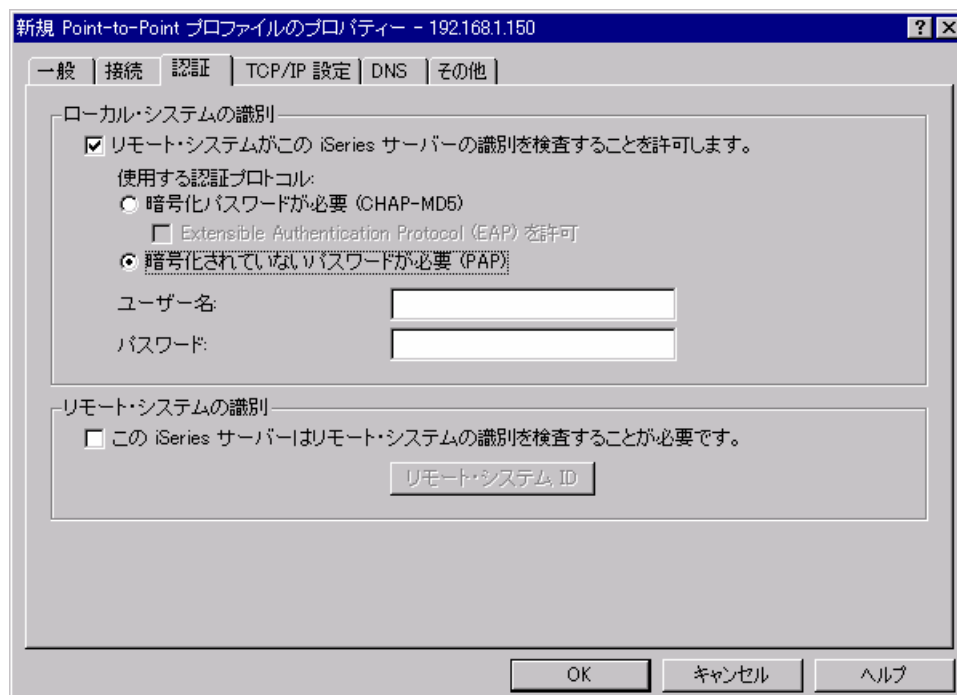 新規 Point-to-Point プロファイルのプロパティー - 192.168.1.150
一般 接続 認証 TCP/IP 設定 DNS その他
ローカル・システムの識別
リモート・システムがこの iSeries サーバーの識別を検査することを許可します。
使用する認証プロトコル:
暗号化パスワードが必要 (CHAP-MD5)
Extensible Authentication Protocol (EAP) を許可
暗号化されていないパスワードが必要 (PAP)
ユーザー名:
パスワード:
リモート・システムの識別
この iSeries サーバーはリモート・システムの識別を検査することが必要です。
リモート・システム ID
OK キャンセル ヘルプ